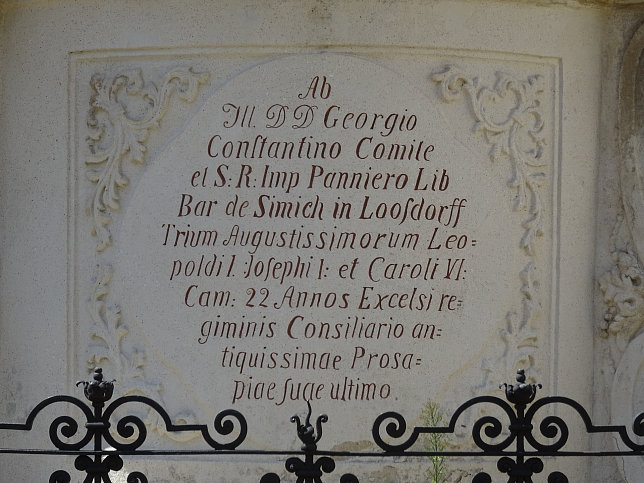 Ab
Ill. D D Georgio
Conſtantino Comite
et S: R: Imp Panniero Lib
Bar de Simich in Looſdorff
Trium Augustissimorum Leo=
poldi I. Josephi I: et Caroli VI:
Cam: 22 Annos Excelsi re=
giminis Consiliario an=
tiquissimae Prosa=
piae ſuae ultimo.